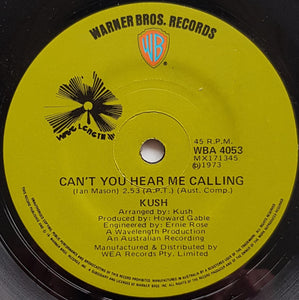 WARNER BROS. RECORDS
WB
WAVELENGTH
45 R.P.M.
WBA 4053
MX171345
Ⓟ1973
CAN'T YOU HEAR ME CALLING
(Ian Mason) 2.53 (A.P.T.) (Aust. Comp.)
KUSH
Arranged by: Kush
Produced by: Howard Gable
Engineered by: Ernie Rose
A Wavelength Production
An Australian Recording
Manufactured & Distributed by
WEA Records Pty. Limited